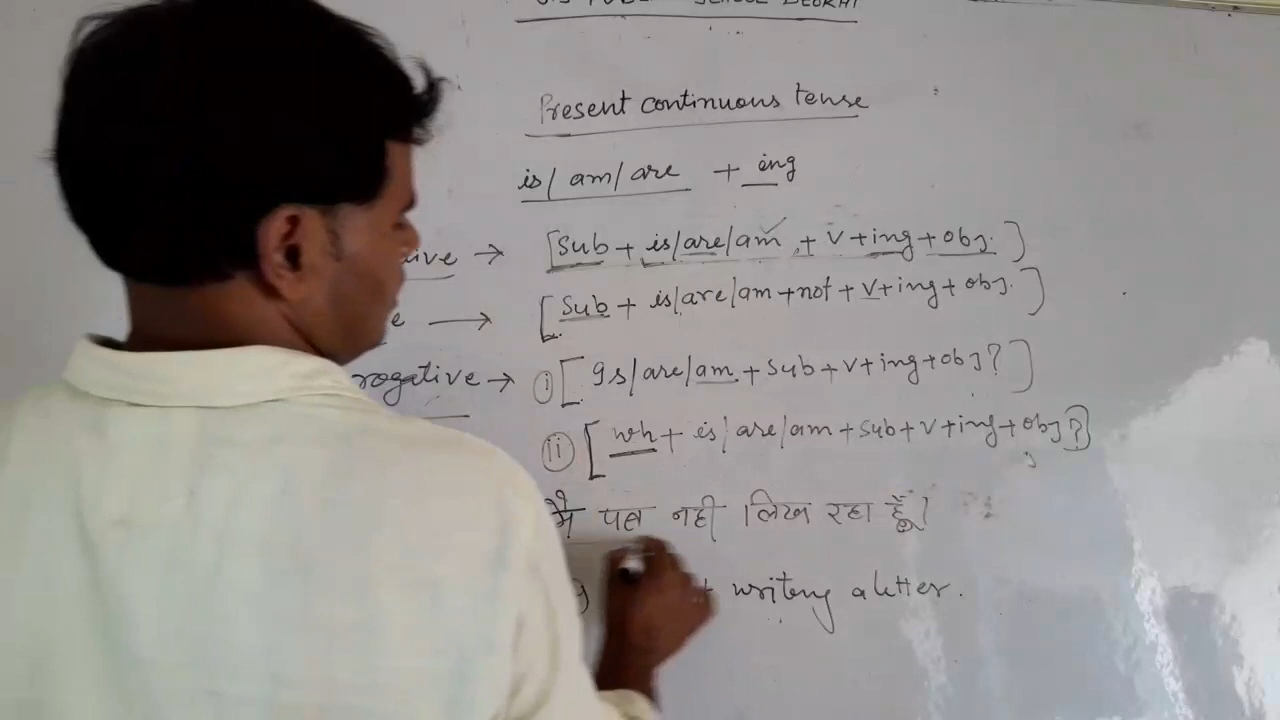 Present continuous tense
is/ am/ are + ing
→ [Sub + is/are/am + V + ing + obj.]
→ [Sub + is/are/am + not + V + ing + obj.]
→ (i) [Is/are/am + Sub + V + ing + obj?]
(ii) [Wh + is/are/am + Sub + V + ing + obj?]
मैं पत्र नही लिख रहा हूँ।
writing a letter.